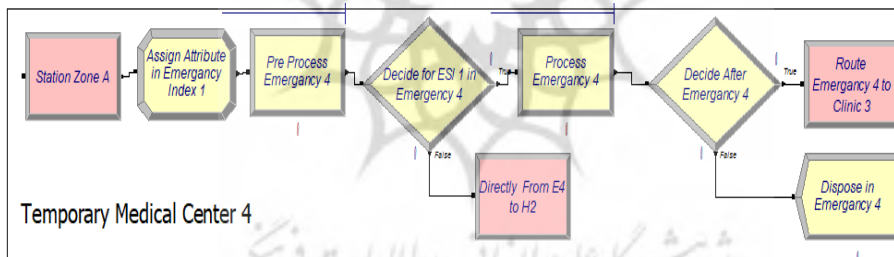 Station Zone A
Assign Attribute
in Emergancy
Index 1
Pre Process
Emergancy 4
Decide for ESI 1 in
Emergency 4
True
False
Process
Emergancy 4
Decide After
Emergancy 4
True
False
Route
Emergancy 4 to
Clinic 3
Directly From E4
to H2
Dispose in
Emergancy 4
Temporary Medical Center 4